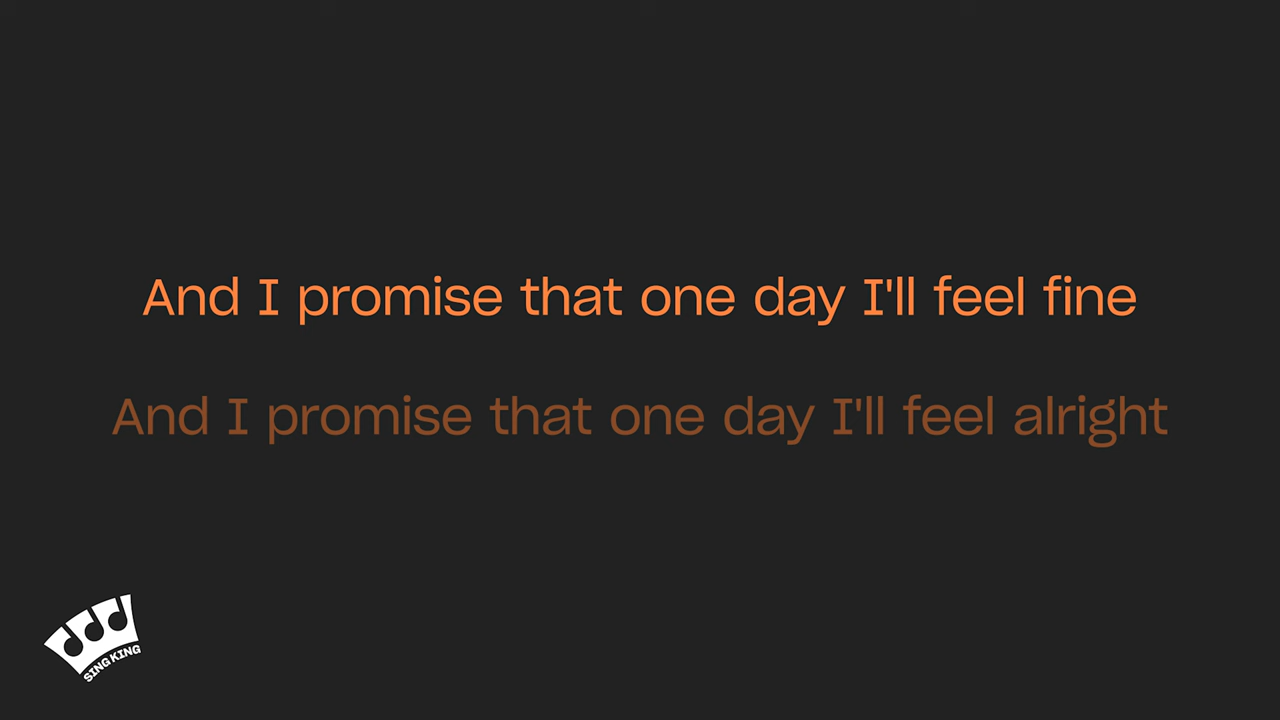 And I promise that one day I'll feel fine
And I promise that one day I'll feel alright
SING KING